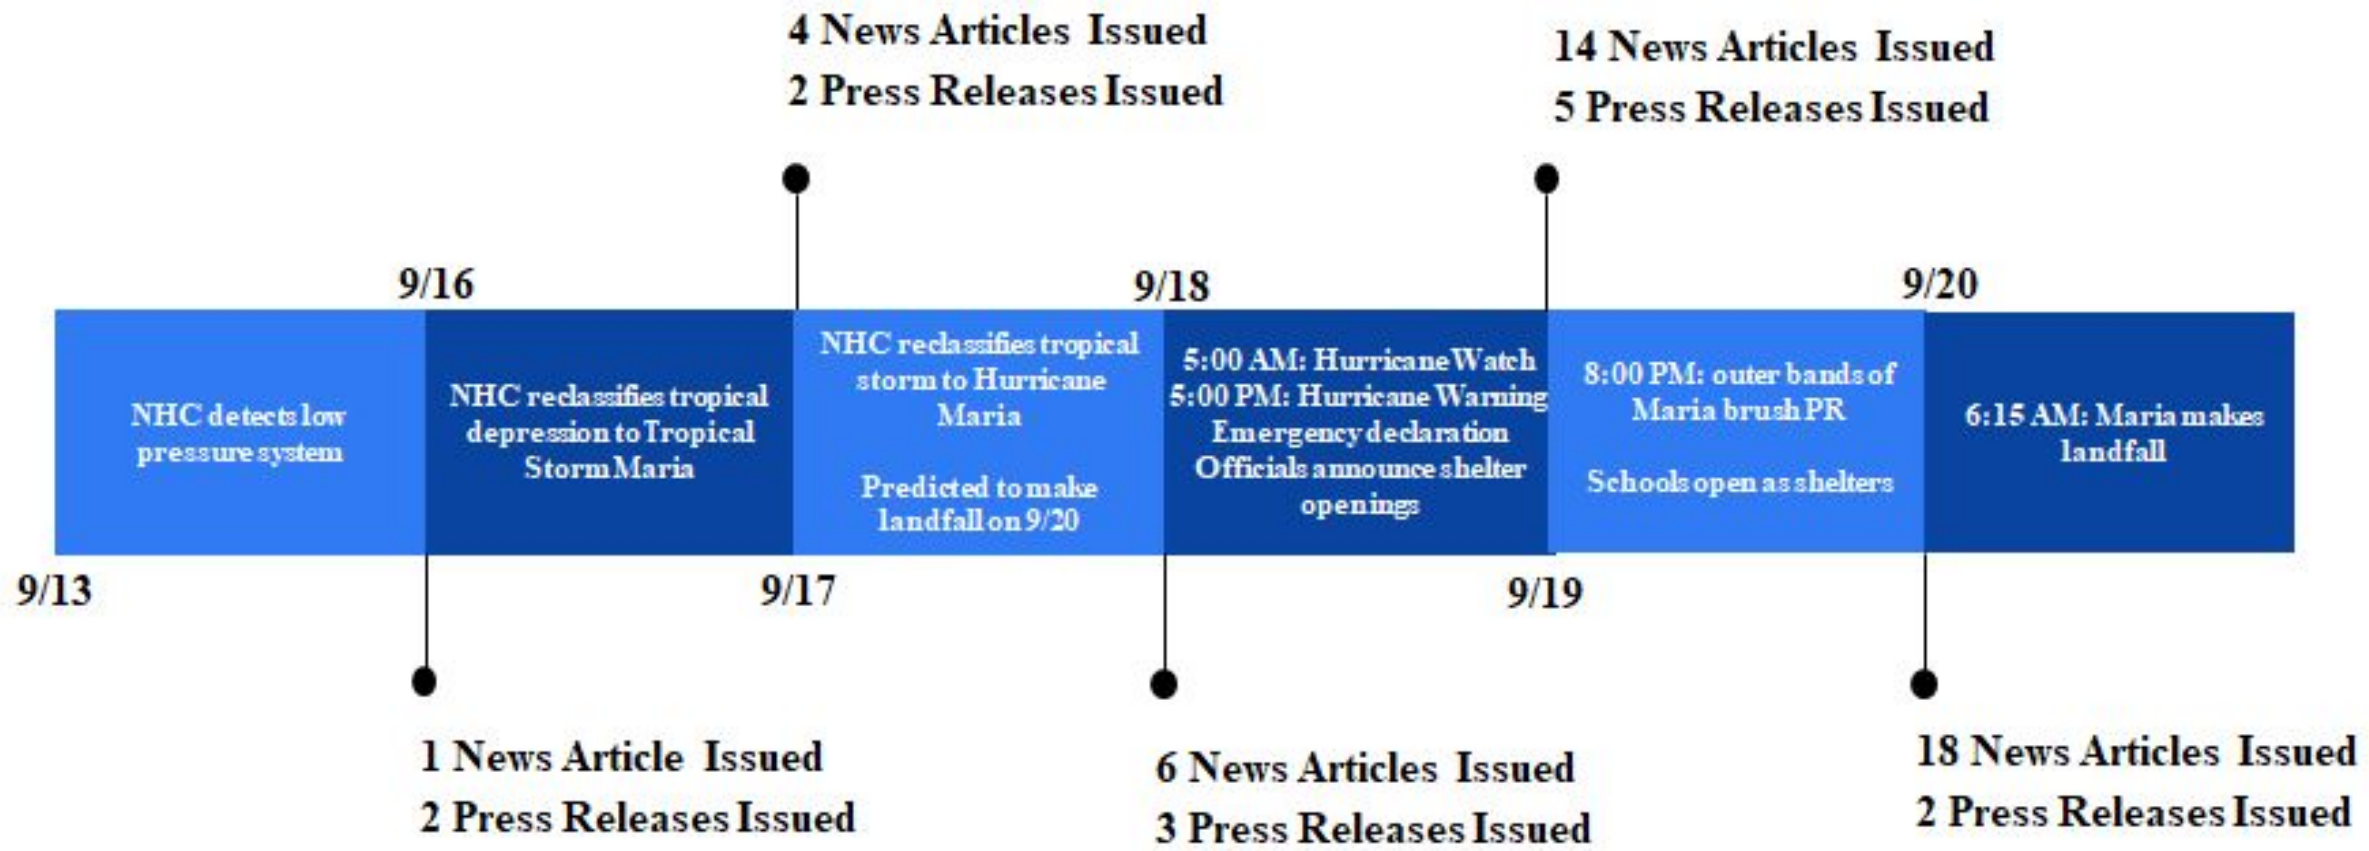 4 News Articles Issued
2 Press Releases Issued
14 News Articles Issued
5 Press Releases Issued
9/16
9/18
9/20
NHC detects low
pressure system
NHC reclassifies tropical
depression to Tropical
Storm Maria
NHC reclassifies tropical
storm to Hurricane
Maria
Predicted to make
landfall on 9/20
5:00 AM: Hurricane Watch
5:00 PM: Hurricane Warning
Emergency declaration
Officials announce shelter
openings
8:00 PM: outer bands of
Maria brush PR
Schools open as shelters
6:15 AM: Maria makes
landfall
9/13
9/17
9/19
1 News Article Issued
2 Press Releases Issued
6 News Articles Issued
3 Press Releases Issued
18 News Articles Issued
2 Press Releases Issued